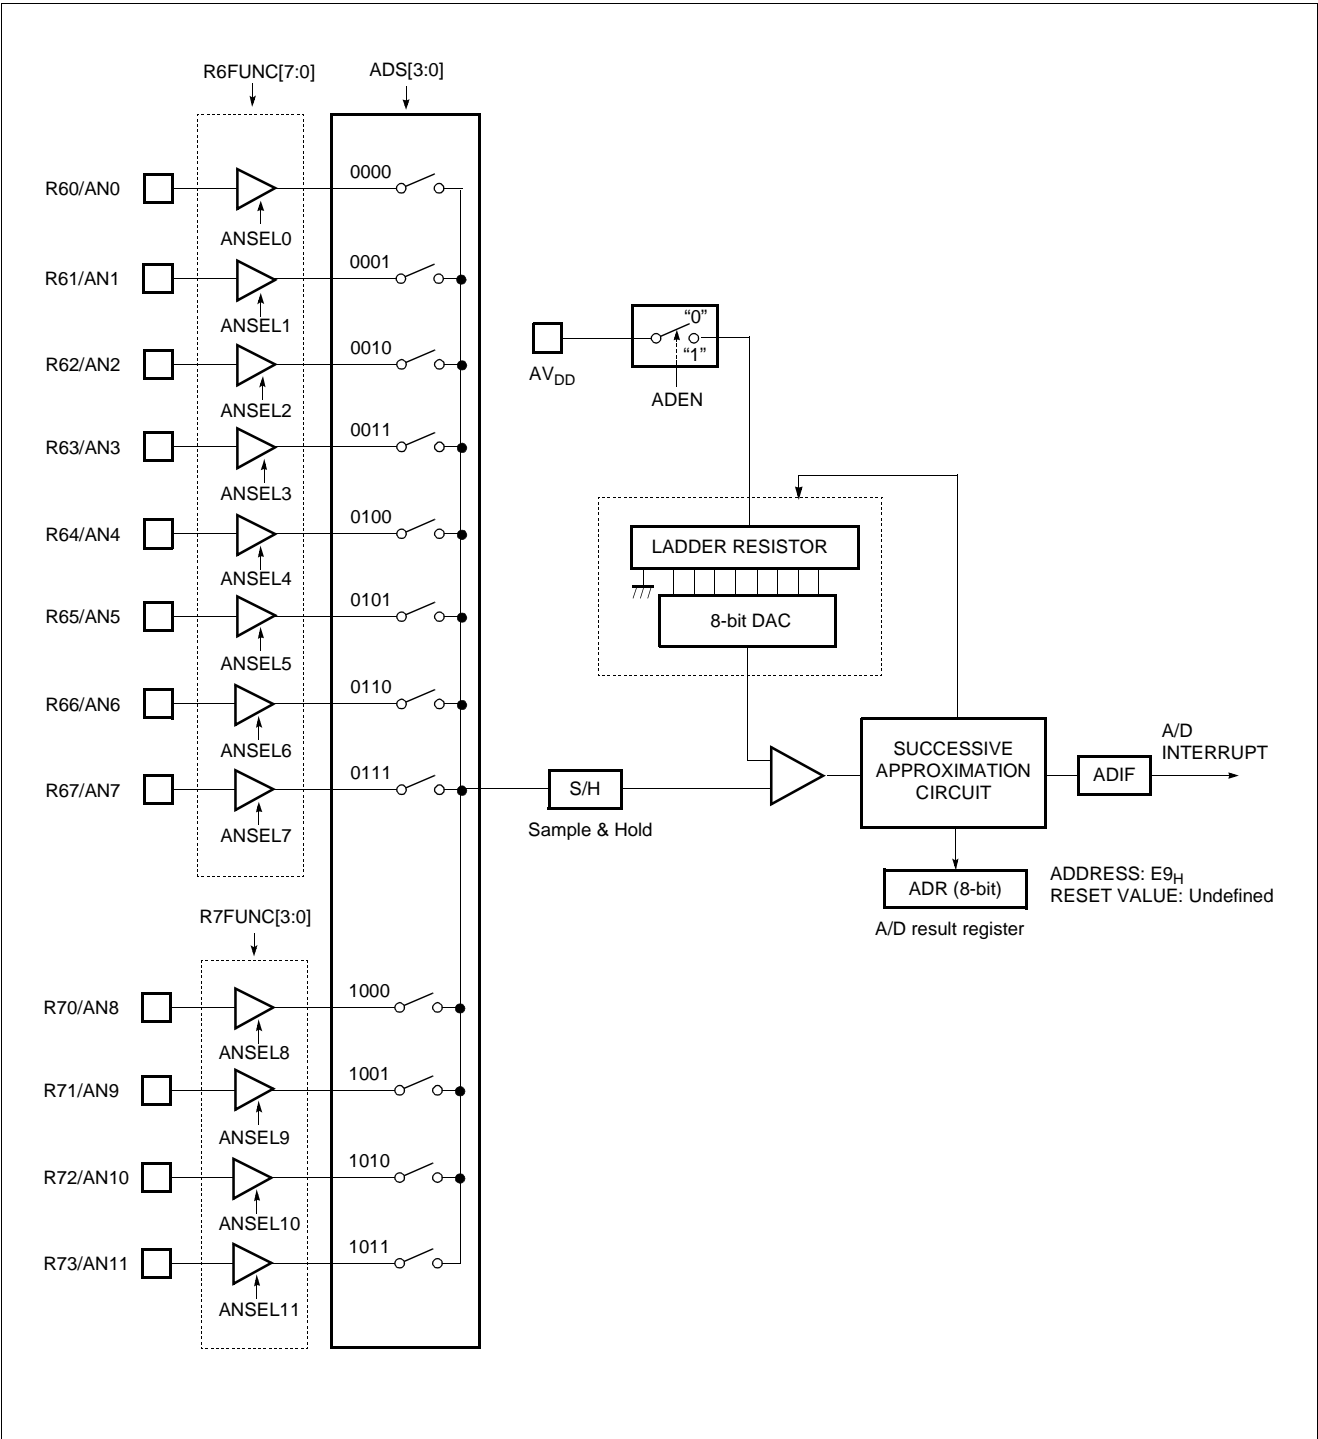 R6FUNC[7:0]
ADS[3:0]
R60/AN0
ANSEL0
0000
R61/AN1
ANSEL1
0001
R62/AN2
ANSEL2
0010
R63/AN3
ANSEL3
0011
R64/AN4
ANSEL4
0100
R65/AN5
ANSEL5
0101
R66/AN6
ANSEL6
0110
R67/AN7
ANSEL7
0111
R7FUNC[3:0]
R70/AN8
ANSEL8
1000
R71/AN9
ANSEL9
1001
R72/AN10
ANSEL10
1010
R73/AN11
ANSEL11
1011
AVDD
“0”
“1”
ADEN
LADDER RESISTOR
8-bit DAC
S/H
Sample & Hold
SUCCESSIVE
APPROXIMATION
CIRCUIT
ADIF
A/D
INTERRUPT
ADR (8-bit)
A/D result register
ADDRESS: E9H
RESET VALUE: Undefined